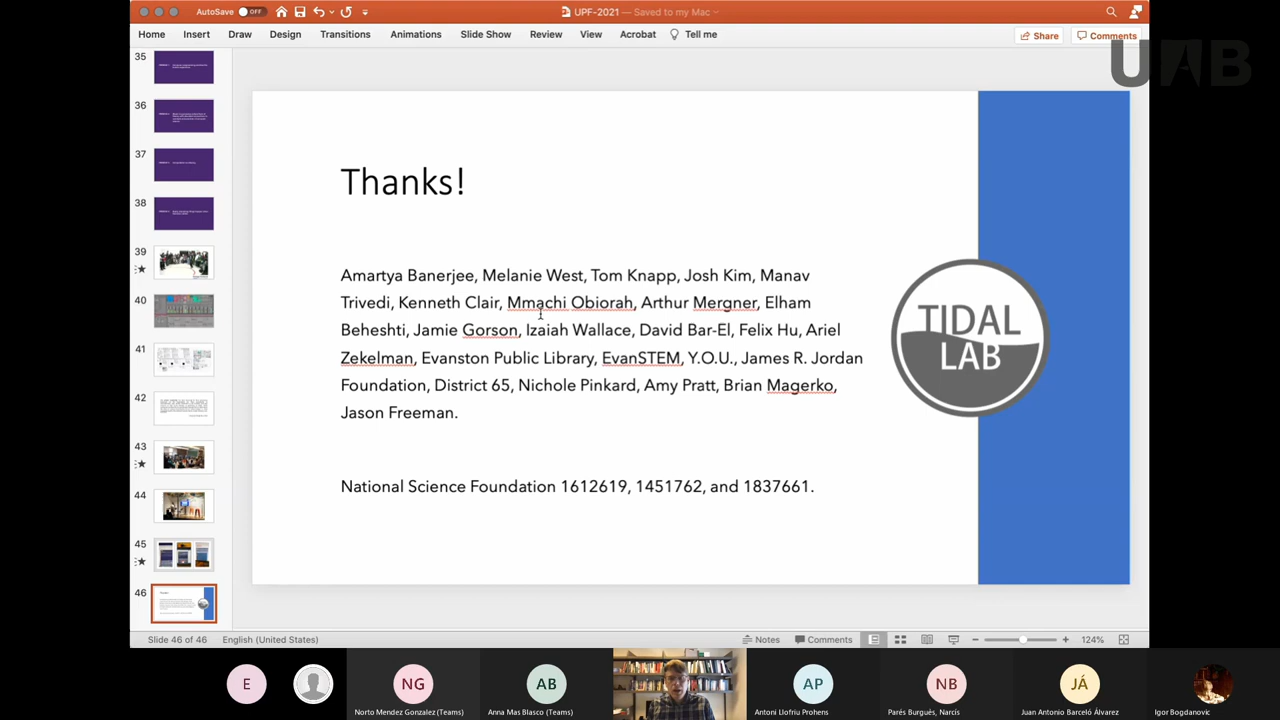 AutoSave OFF
UPF-2021 — Saved to my Mac
Home Insert Draw Design Transitions Animations Slide Show Review View Acrobat Tell me
Share Comments
UAB
35
36
37
38
39
40
41
42
43
44
45
46
Thanks!
Amartya Banerjee, Melanie West, Tom Knapp, Josh Kim, Manav
Trivedi, Kenneth Clair, Mmachi Obiorah, Arthur Mergner, Elham
Beheshti, Jamie Gorson, Izaiah Wallace, David Bar-El, Felix Hu, Ariel
Zekelman, Evanston Public Library, EvanSTEM, Y.O.U., James R. Jordan
Foundation, District 65, Nichole Pinkard, Amy Pratt, Brian Magerko,
Jason Freeman.
National Science Foundation 1612619, 1451762, and 1837661.
TIDAL
LAB
Slide 46 of 46 English (United States) Notes Comments 124%
E NG AB AP NB JÁ
Norto Mendez Gonzalez (Teams) Anna Mas Blasco (Teams) Antoni Llofriu Prohens Parés Burguès, Narcís Juan Antonio Barceló Álvarez Igor Bogdanovic